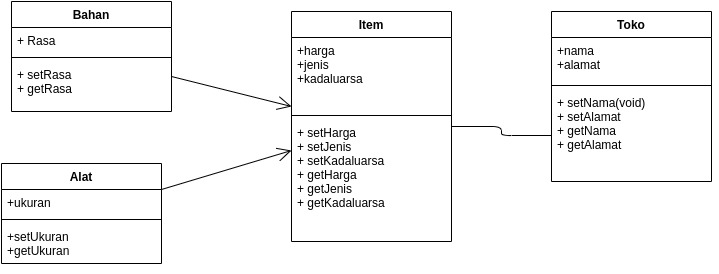 Bahan
+ Rasa
+ setRasa
+ getRasa
Alat
+ukuran
+setUkuran
+getUkuran
Item
+harga
+jenis
+kadaluarsa
+ setHarga
+ setJenis
+ setKadaluarsa
+ getHarga
+ getJenis
+ getKadaluarsa
Toko
+nama
+alamat
+ setNama(void)
+ setAlamat
+ getNama
+ getAlamat